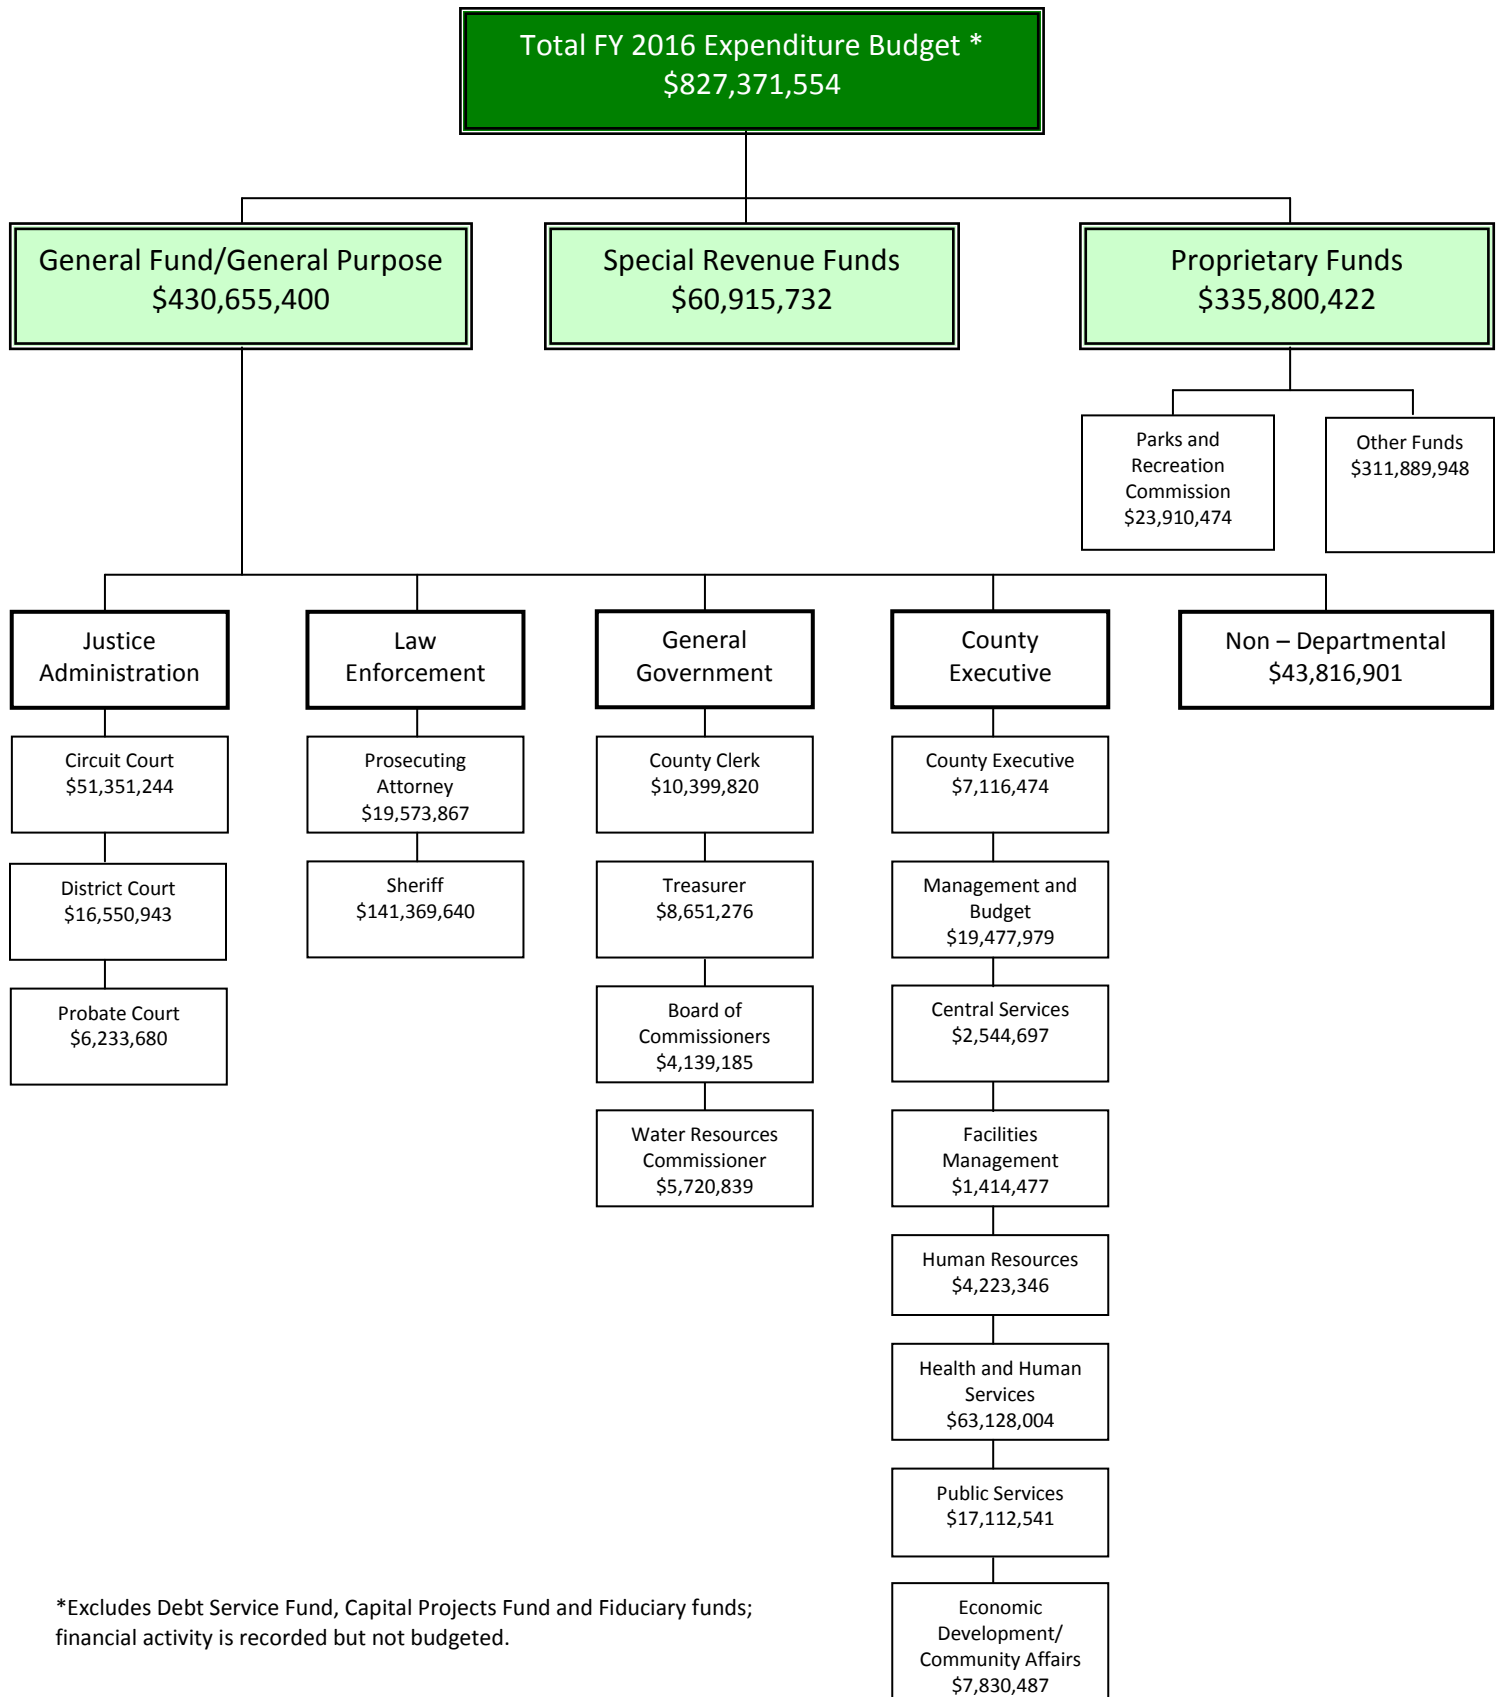 Total FY 2016 Expenditure Budget *
$827,371,554
General Fund/General Purpose
$430,655,400
Special Revenue Funds
$60,915,732
Proprietary Funds
$335,800,422
Parks and
Recreation
Commission
$23,910,474
Other Funds
$311,889,948
Justice
Administration
Law
Enforcement
General
Government
County
Executive
Non – Departmental
$43,816,901
Circuit Court
$51,351,244
District Court
$16,550,943
Probate Court
$6,233,680
Prosecuting
Attorney
$19,573,867
Sheriff
$141,369,640
County Clerk
$10,399,820
Treasurer
$8,651,276
Board of
Commissioners
$4,139,185
Water Resources
Commissioner
$5,720,839
County Executive
$7,116,474
Management and
Budget
$19,477,979
Central Services
$2,544,697
Facilities
Management
$1,414,477
Human Resources
$4,223,346
Health and Human
Services
$63,128,004
Public Services
$17,112,541
Economic
Development/
Community Affairs
$7,830,487
*Excludes Debt Service Fund, Capital Projects Fund and Fiduciary funds;
financial activity is recorded but not budgeted.